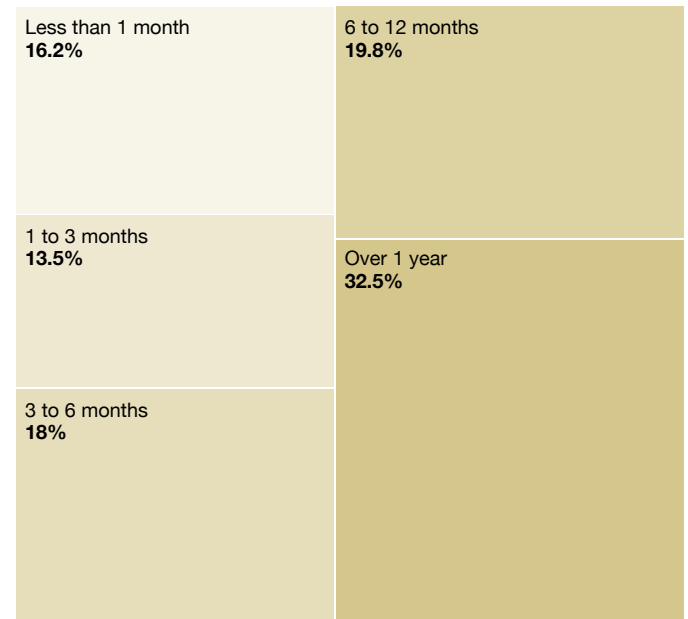 Less than 1 month
16.2%
1 to 3 months
13.5%
3 to 6 months
18%
6 to 12 months
19.8%
Over 1 year
32.5%